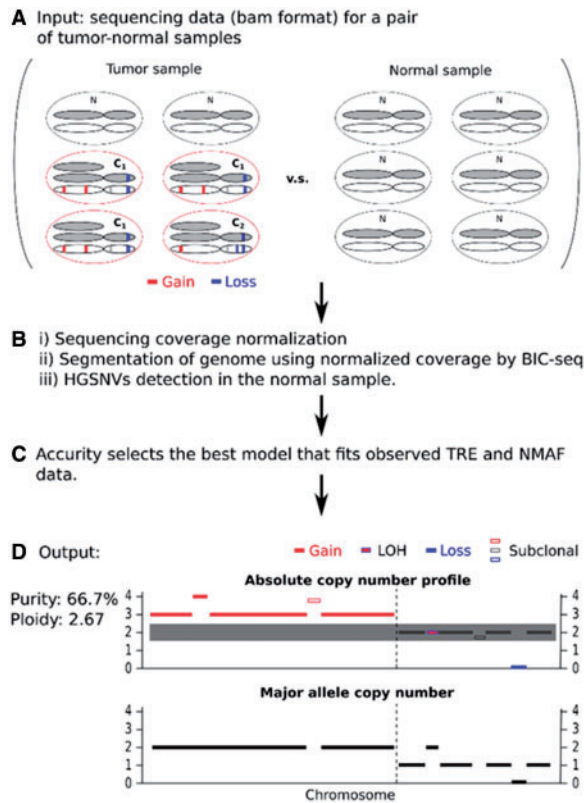 A Input: sequencing data (bam format) for a pair
of tumor-normal samples
Tumor sample
Normal sample
N N N N
C1 C1 v.s. N N
C1 C2 N N
Gain Loss
B i) Sequencing coverage normalization
ii) Segmentation of genome using normalized coverage by BIC-seq
iii) HGSNVs detection in the normal sample.
C Accurity selects the best model that fits observed TRE and NMAF
data.
D Output:
Gain LOH Loss Subclonal
Absolute copy number profile
Purity: 66.7%
Ploidy: 2.67
4 4
3 3
2 2
1 1
0 0
Major allele copy number
4 4
3 3
2 2
1 1
0 0
Chromosome